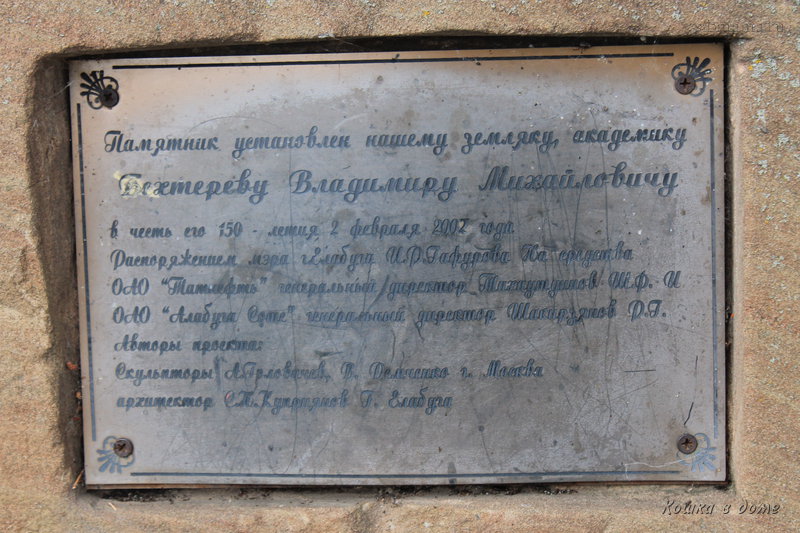 Памятник установлен нашему земляку, академику
Бехтереву Владимиру Михайловичу
в честь его 150 - летия 2 февраля 2007 года
Распоряжением мэра г.Елабуга И.Р.Гафурова На средства
ОАО "Татнефть" генеральный директор Тахаутдинов Ш.Ф. И
ОАО "Алабуга Соте" генеральный директор Шакирзянов Р.Г.
Авторы проекта:
Скульпторы А.Головачев, В. Демченко г. Москва
архитектор С.П.Куприянов Г. Елабуга
Кошка в доме